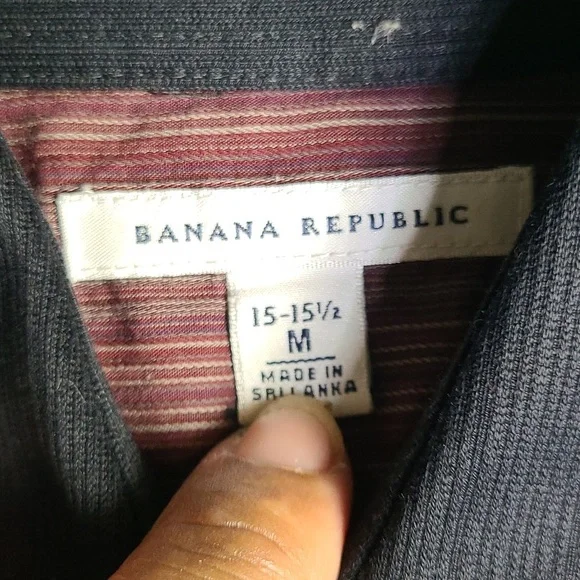 BANANA REPUBLIC
15-15½
M
MADE IN
SRI LANKA